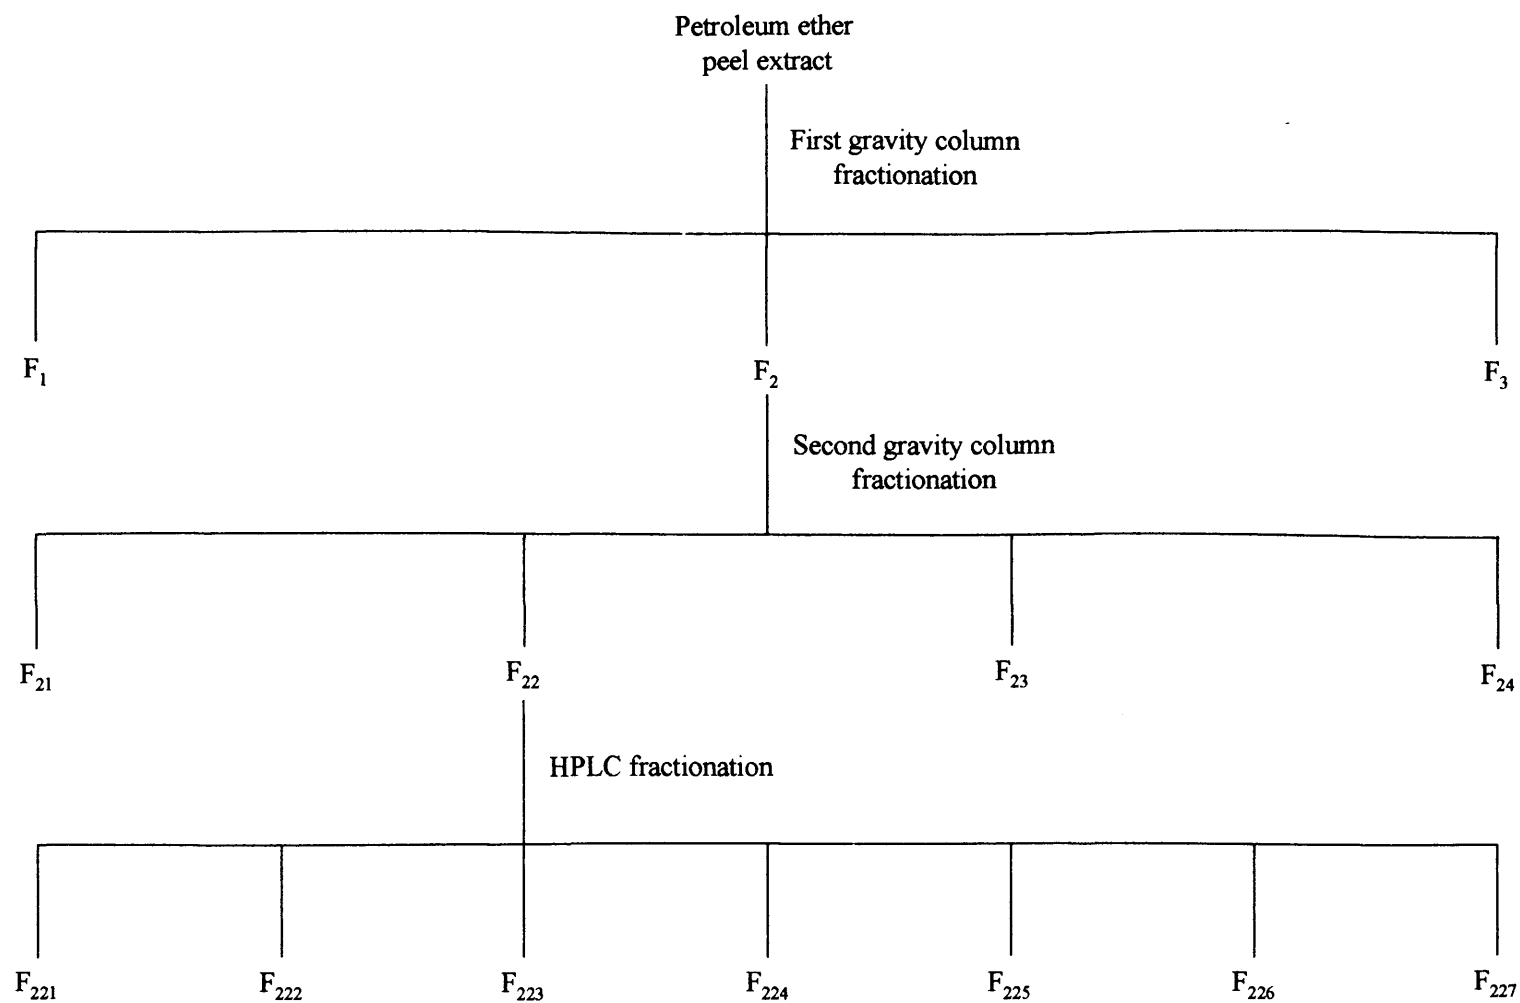 Petroleum ether
peel extract
First gravity column
fractionation
F₁ F₂ F₃
Second gravity column
fractionation
F₂₁ F₂₂ F₂₃ F₂₄
HPLC fractionation
F₂₂₁ F₂₂₂ F₂₂₃ F₂₂₄ F₂₂₅ F₂₂₆ F₂₂₇